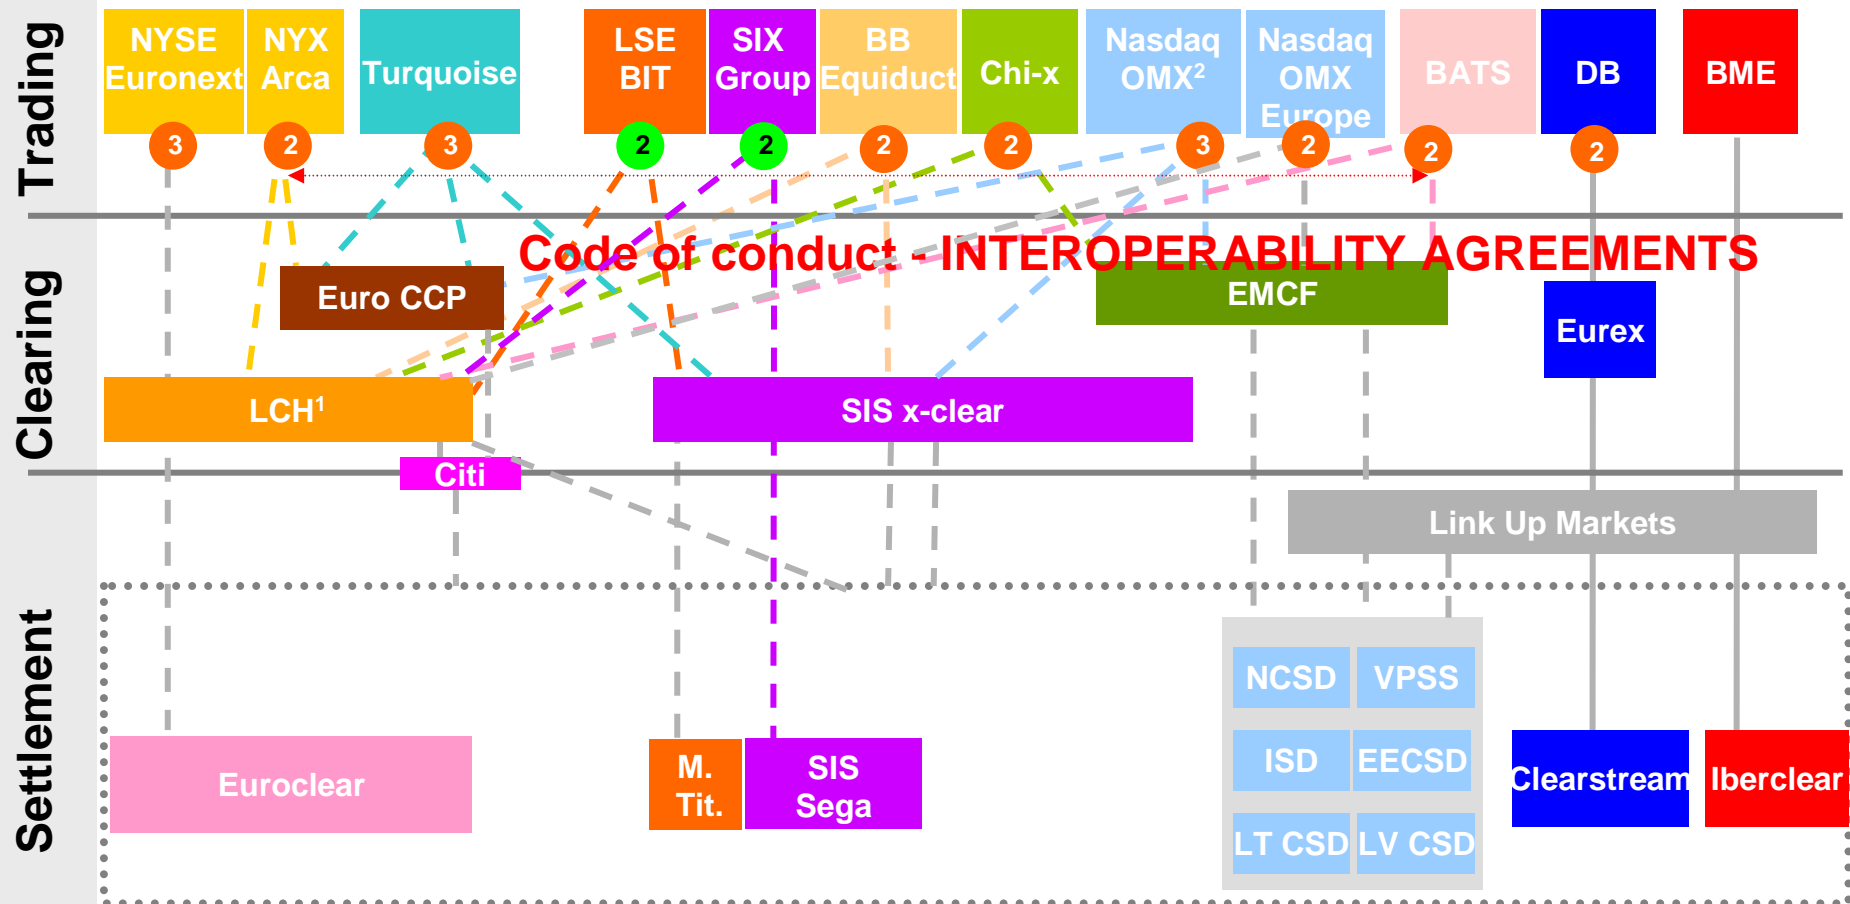 Trading
NYSE
Euronext
NYX
Arca
Turquoise
LSE
BIT
SIX
Group
BB
Equiduct
Chi-x
Nasdaq
OMX²
Nasdaq
OMX
Europe
BATS
DB
BME
3
2
3
2
2
2
2
3
2
2
2
Clearing
Code of conduct - INTEROPERABILITY AGREEMENTS
Euro CCP
EMCF
Eurex
LCH¹
SIS x-clear
Citi
Link Up Markets
Settlement
Euroclear
M.
Tit.
SIS
Sega
NCSD
VPSS
ISD
EECSD
LT CSD
LV CSD
Clearstream
Iberclear